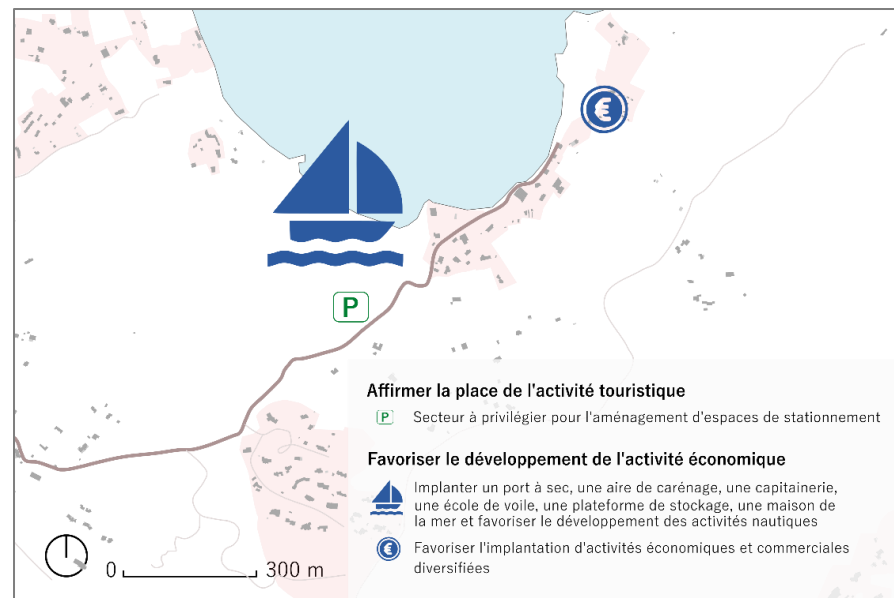 €
P
Affirmer la place de l'activité touristique
P Secteur à privilégier pour l'aménagement d'espaces de stationnement
Favoriser le développement de l'activité économique
Implanter un port à sec, une aire de carénage, une capitainerie,
une école de voile, une plateforme de stockage, une maison de
la mer et favoriser le développement des activités nautiques
€ Favoriser l'implantation d'activités économiques et commerciales
diversifiées
0 300 m